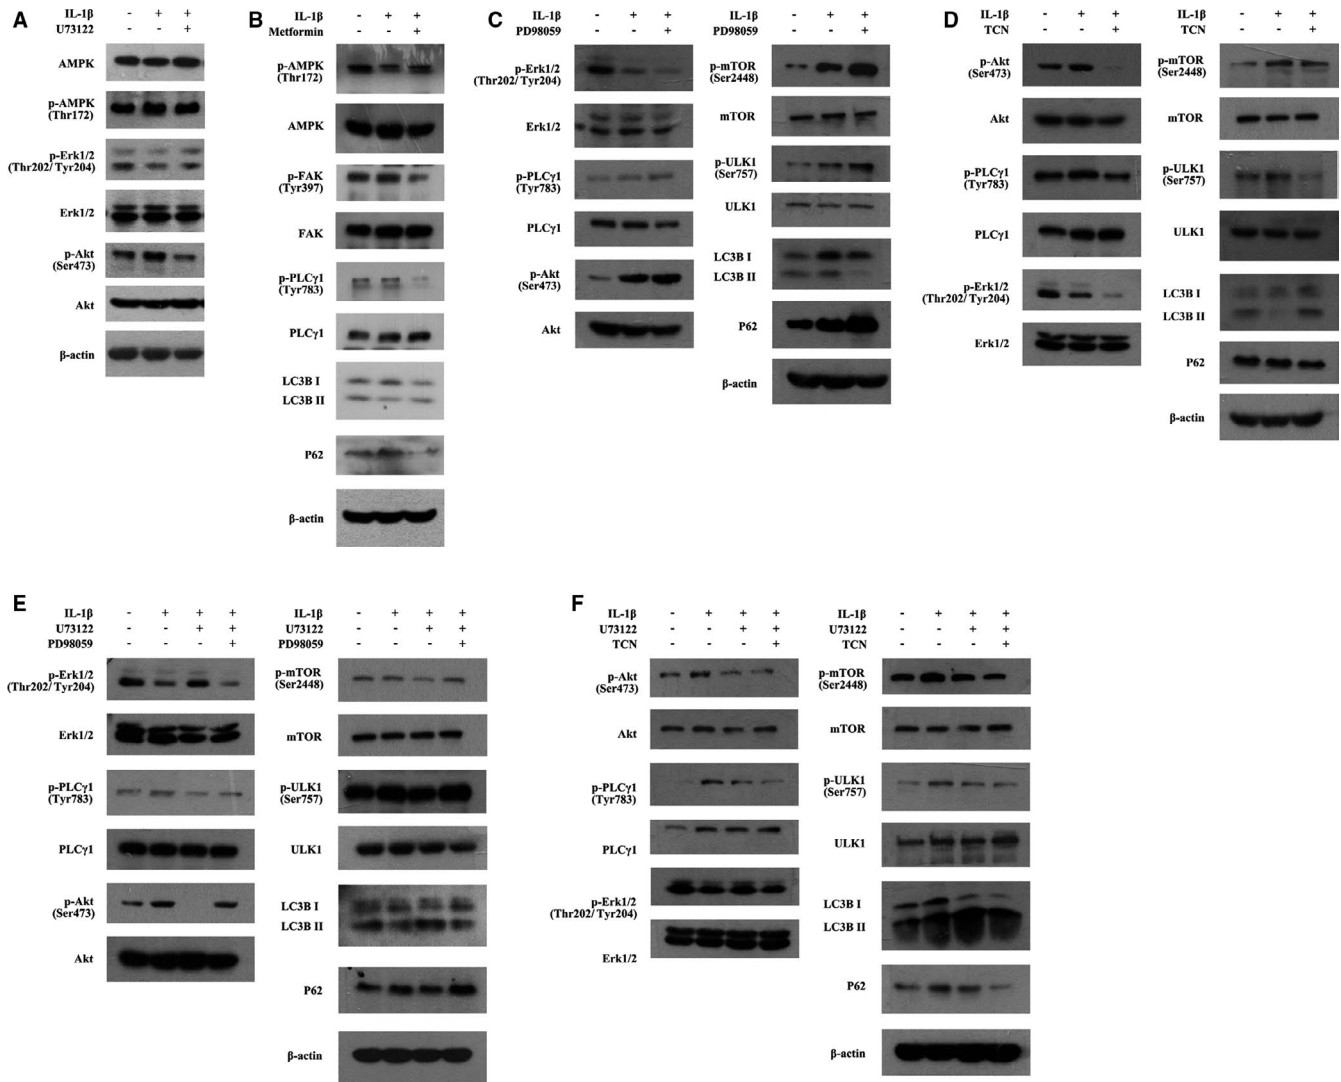 A
IL-1β - + +
U73122 - - +
AMPK
p-AMPK
(Thr172)
p-Erk1/2
(Thr202/ Tyr204)
Erk1/2
p-Akt
(Ser473)
Akt
β-actin
B
IL-1β - + +
Metformin - - +
p-AMPK
(Thr172)
AMPK
p-FAK
(Tyr397)
FAK
p-PLCγ1
(Tyr783)
PLCγ1
LC3B I
LC3B II
P62
β-actin
C
IL-1β - + +
PD98059 - - +
p-Erk1/2
(Thr202/ Tyr204)
Erk1/2
p-PLCγ1
(Tyr783)
PLCγ1
p-Akt
(Ser473)
Akt
IL-1β - + +
PD98059 - - +
p-mTOR
(Ser2448)
mTOR
p-ULK1
(Ser757)
ULK1
LC3B I
LC3B II
P62
β-actin
D
IL-1β - + +
TCN - - +
p-Akt
(Ser473)
Akt
p-PLCγ1
(Tyr783)
PLCγ1
p-Erk1/2
(Thr202/ Tyr204)
Erk1/2
IL-1β - + +
TCN - - +
p-mTOR
(Ser2448)
mTOR
p-ULK1
(Ser757)
ULK1
LC3B I
LC3B II
P62
β-actin
E
IL-1β - + + +
U73122 - - + +
PD98059 - - - +
p-Erk1/2
(Thr202/ Tyr204)
Erk1/2
p-PLCγ1
(Tyr783)
PLCγ1
p-Akt
(Ser473)
Akt
IL-1β - + + +
U73122 - - + +
PD98059 - - - +
p-mTOR
(Ser2448)
mTOR
p-ULK1
(Ser757)
ULK1
LC3B I
LC3B II
P62
β-actin
F
IL-1β - + + +
U73122 - - + +
TCN - - - +
p-Akt
(Ser473)
Akt
p-PLCγ1
(Tyr783)
PLCγ1
p-Erk1/2
(Thr202/ Tyr204)
Erk1/2
IL-1β - + + +
U73122 - - + +
TCN - - - +
p-mTOR
(Ser2448)
mTOR
p-ULK1
(Ser757)
ULK1
LC3B I
LC3B II
P62
β-actin